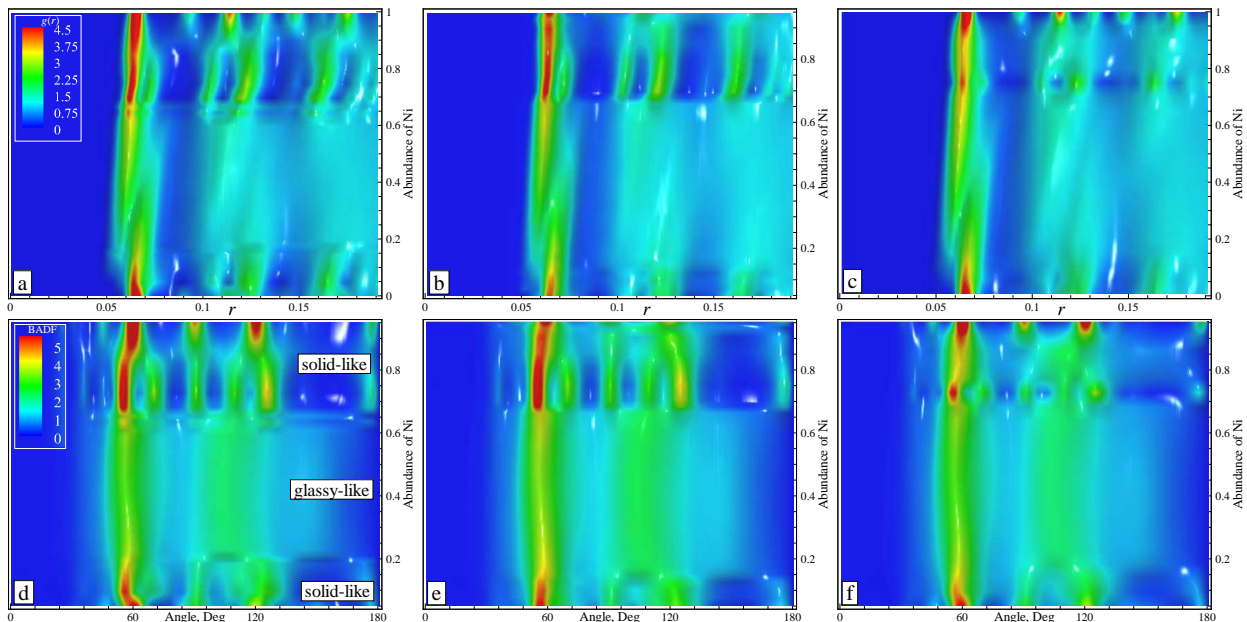 g(r)
4.5
3.75
3
2.25
1.5
0.75
0
a
0 0.05 0.1 0.15
r
1
0.8
0.6
0.4
0.2
0
Abundance of Ni
b
0.05 0.1 0.15
r
0.8
0.6
0.4
0.2
Abundance of Ni
c
0 0.05 0.1 0.15
r
1
0.8
0.6
0.4
0.2
0
Abundance of Ni
BADF
5
4
3
2
1
0
solid-like
glassy-like
solid-like
d
0 60 Angle, Deg 120 180
0.8
0.6
0.4
0.2
Abundance of Ni
e
60 Angle, Deg 120 180
0.8
0.6
0.4
0.2
Abundance of Ni
f
0 60 Angle, Deg 120 180
0.8
0.6
0.4
0.2
Abundance of Ni